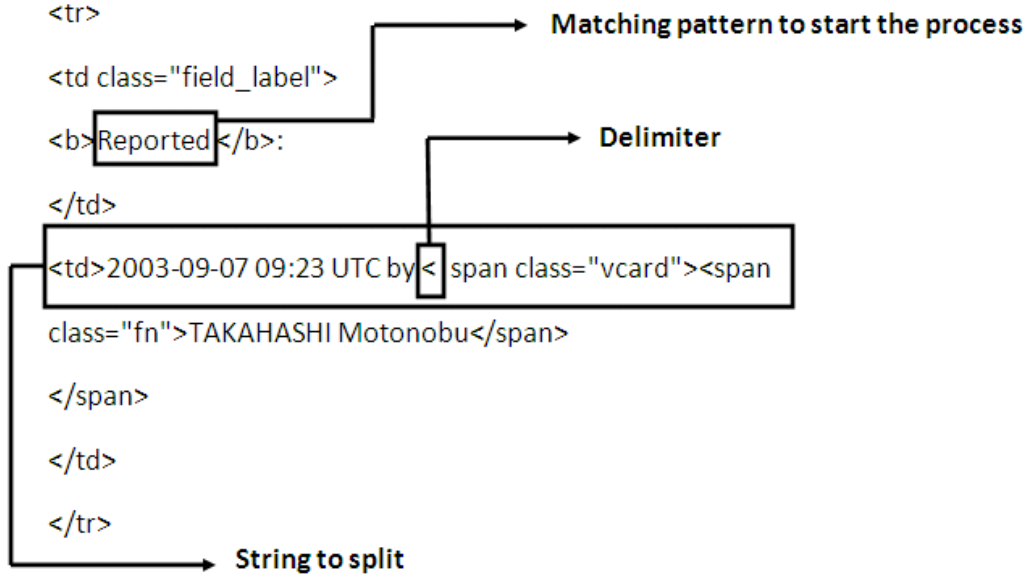 <tr>
Matching pattern to start the process
<td class="field_label">
<b>Reported</b>:
Delimiter
</td>
<td>2003-09-07 09:23 UTC by< span class="vcard"><span
class="fn">TAKAHASHI Motonobu</span>
</span>
</td>
</tr>
String to split